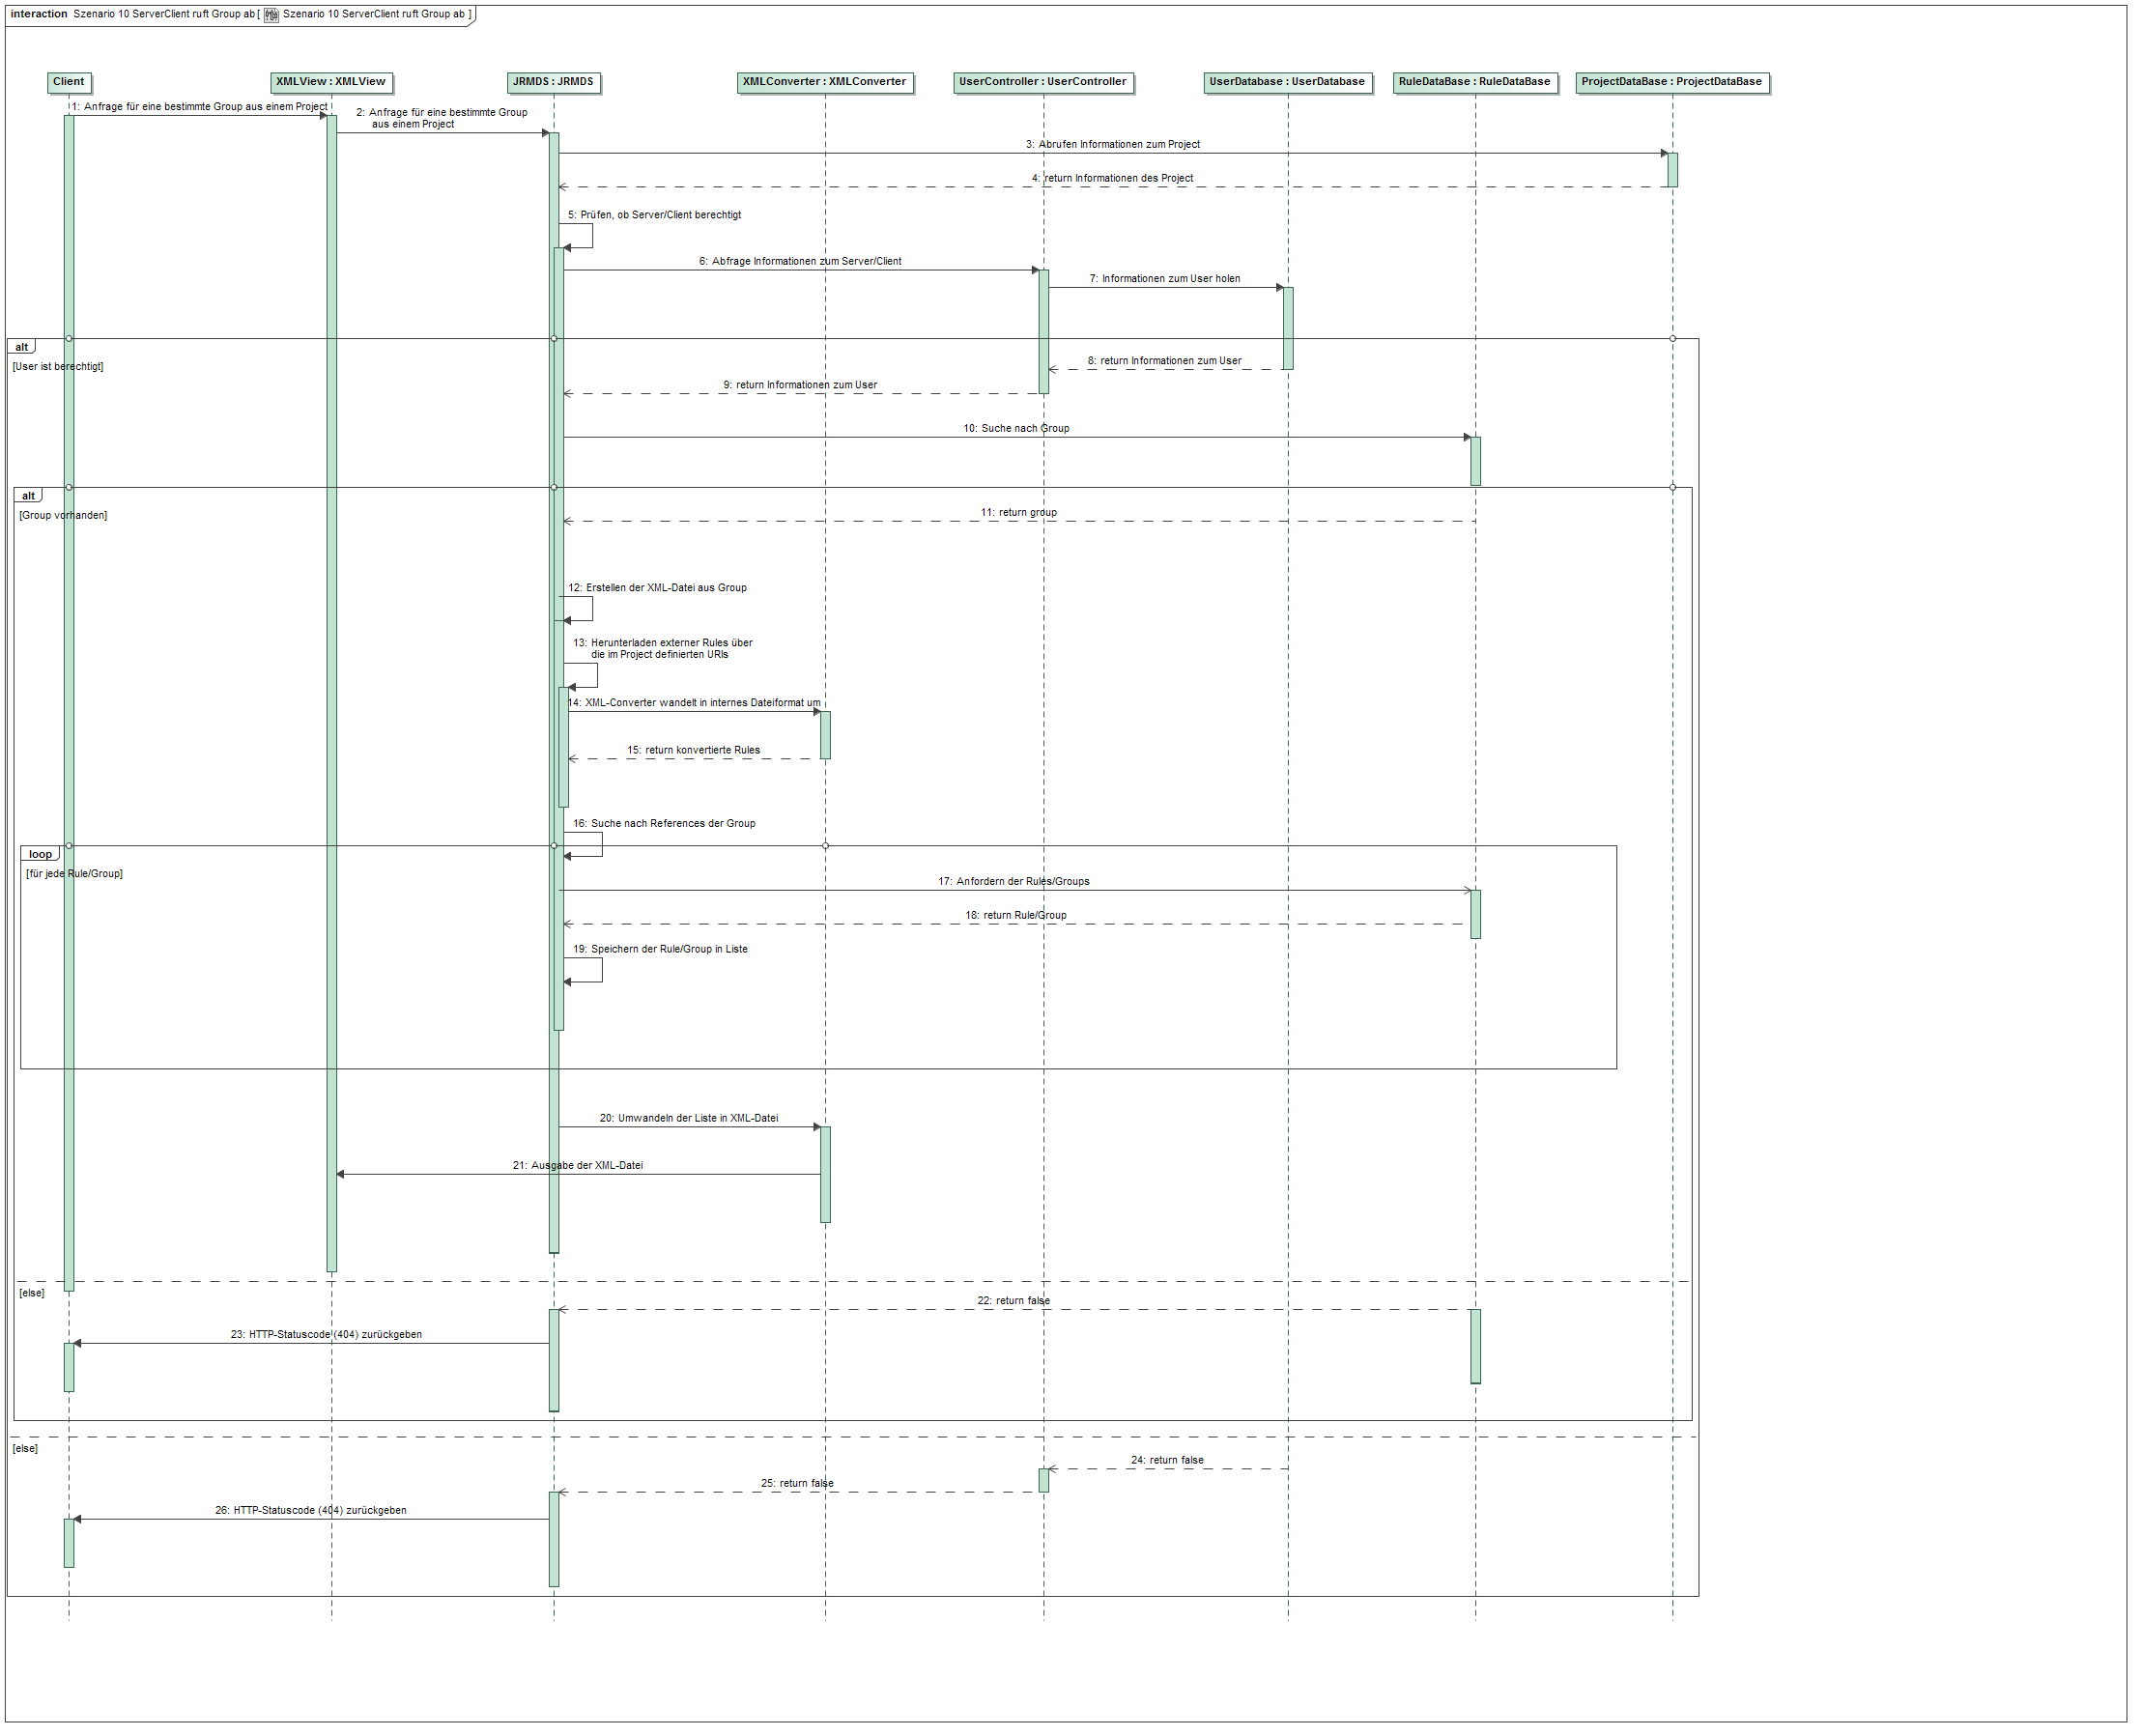 interaction Szenario 10 ServerClient ruft Group ab [ Szenario 10 ServerClient ruft Group ab ]
Client
XMLView : XMLView
JRMDS : JRMDS
XMLConverter : XMLConverter
UserController : UserController
UserDatabase : UserDatabase
RuleDataBase : RuleDataBase
ProjectDataBase : ProjectDataBase
1: Anfrage für eine bestimmte Group aus einem Project
2: Anfrage für eine bestimmte Group
aus einem Project
3: Abrufen Informationen zum Project
4: return Informationen des Project
5: Prüfen, ob Server/Client berechtigt
6: Abfrage Informationen zum Server/Client
7: Informationen zum User holen
alt
[User ist berechtigt]
8: return Informationen zum User
9: return Informationen zum User
10: Suche nach Group
alt
[Group vorhanden]
11: return group
12: Erstellen der XML-Datei aus Group
13: Herunterladen externer Rules über
die im Project definierten URIs
14: XML-Converter wandelt in internes Dateiformat um
15: return konvertierte Rules
16: Suche nach References der Group
loop
[für jede Rule/Group]
17: Anfordern der Rules/Groups
18: return Rule/Group
19: Speichern der Rule/Group in Liste
20: Umwandeln der Liste in XML-Datei
21: Ausgabe der XML-Datei
[else]
22: return false
23: HTTP-Statuscode (404) zurückgeben
[else]
24: return false
25: return false
26: HTTP-Statuscode (404) zurückgeben